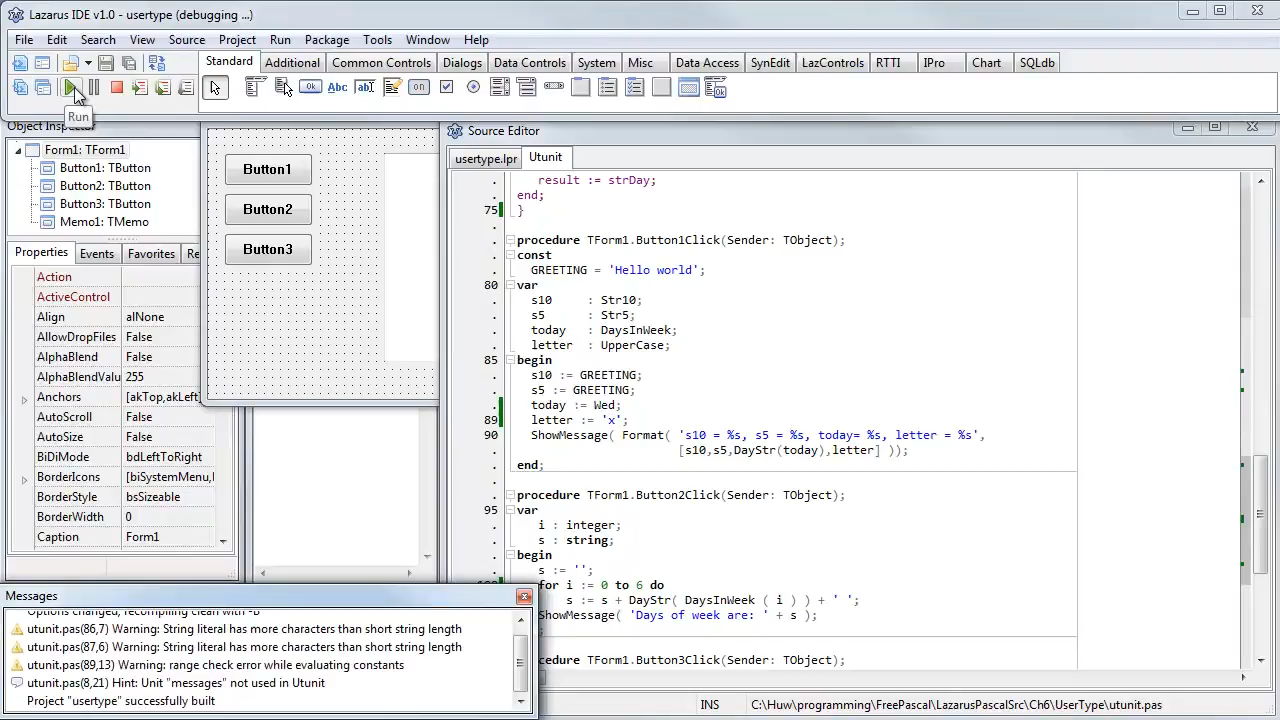 Lazarus IDE v1.0 - usertype (debugging ...)
File Edit Search View Source Project Run Package Tools Window Help
Standard Additional Common Controls Dialogs Data Controls System Misc Data Access SynEdit LazControls RTTI IPro Chart SQLdb
Ok Abc ab on
Run
Object Inspector
Form1: TForm1
Button1: TButton
Button2: TButton
Button3: TButton
Memo1: TMemo
Properties Events Favorites Re
Action
ActiveControl
Align alNone
AllowDropFiles False
AlphaBlend False
AlphaBlendValu 255
Anchors [akTop,akLeft]
AutoScroll False
AutoSize False
BiDiMode bdLeftToRight
BorderIcons [biSystemMenu,
BorderStyle bsSizeable
BorderWidth 0
Caption Form1
Button1
Button2
Button3
Source Editor
usertype.lpr Utunit
result := strDay;
end;
75 }
procedure TForm1.Button1Click(Sender: TObject);
const
GREETING = 'Hello world';
80 var
s10 : Str10;
s5 : Str5;
today : DaysInWeek;
letter : UpperCase;
85 begin
s10 := GREETING;
s5 := GREETING;
today := Wed;
89 letter := 'x';
90 ShowMessage( Format( 's10 = %s, s5 = %s, today= %s, letter = %s',
[s10,s5,DayStr(today),letter] ));
end;
procedure TForm1.Button2Click(Sender: TObject);
95 var
i : integer;
s : string;
begin
s := '';
for i := 0 to 6 do
s := s + DayStr( DaysInWeek ( i ) ) + ' ';
ShowMessage( 'Days of week are: ' + s );
;
cedure TForm1.Button3Click(Sender: TObject);
Messages
Options changed, recompiling clean with -B
utunit.pas(86,7) Warning: String literal has more characters than short string length
utunit.pas(87,6) Warning: String literal has more characters than short string length
utunit.pas(89,13) Warning: range check error while evaluating constants
utunit.pas(8,21) Hint: Unit "messages" not used in Utunit
Project "usertype" successfully built
INS C:\Huw\programming\FreePascal\LazarusPascalSrc\Ch6\UserType\utunit.pas